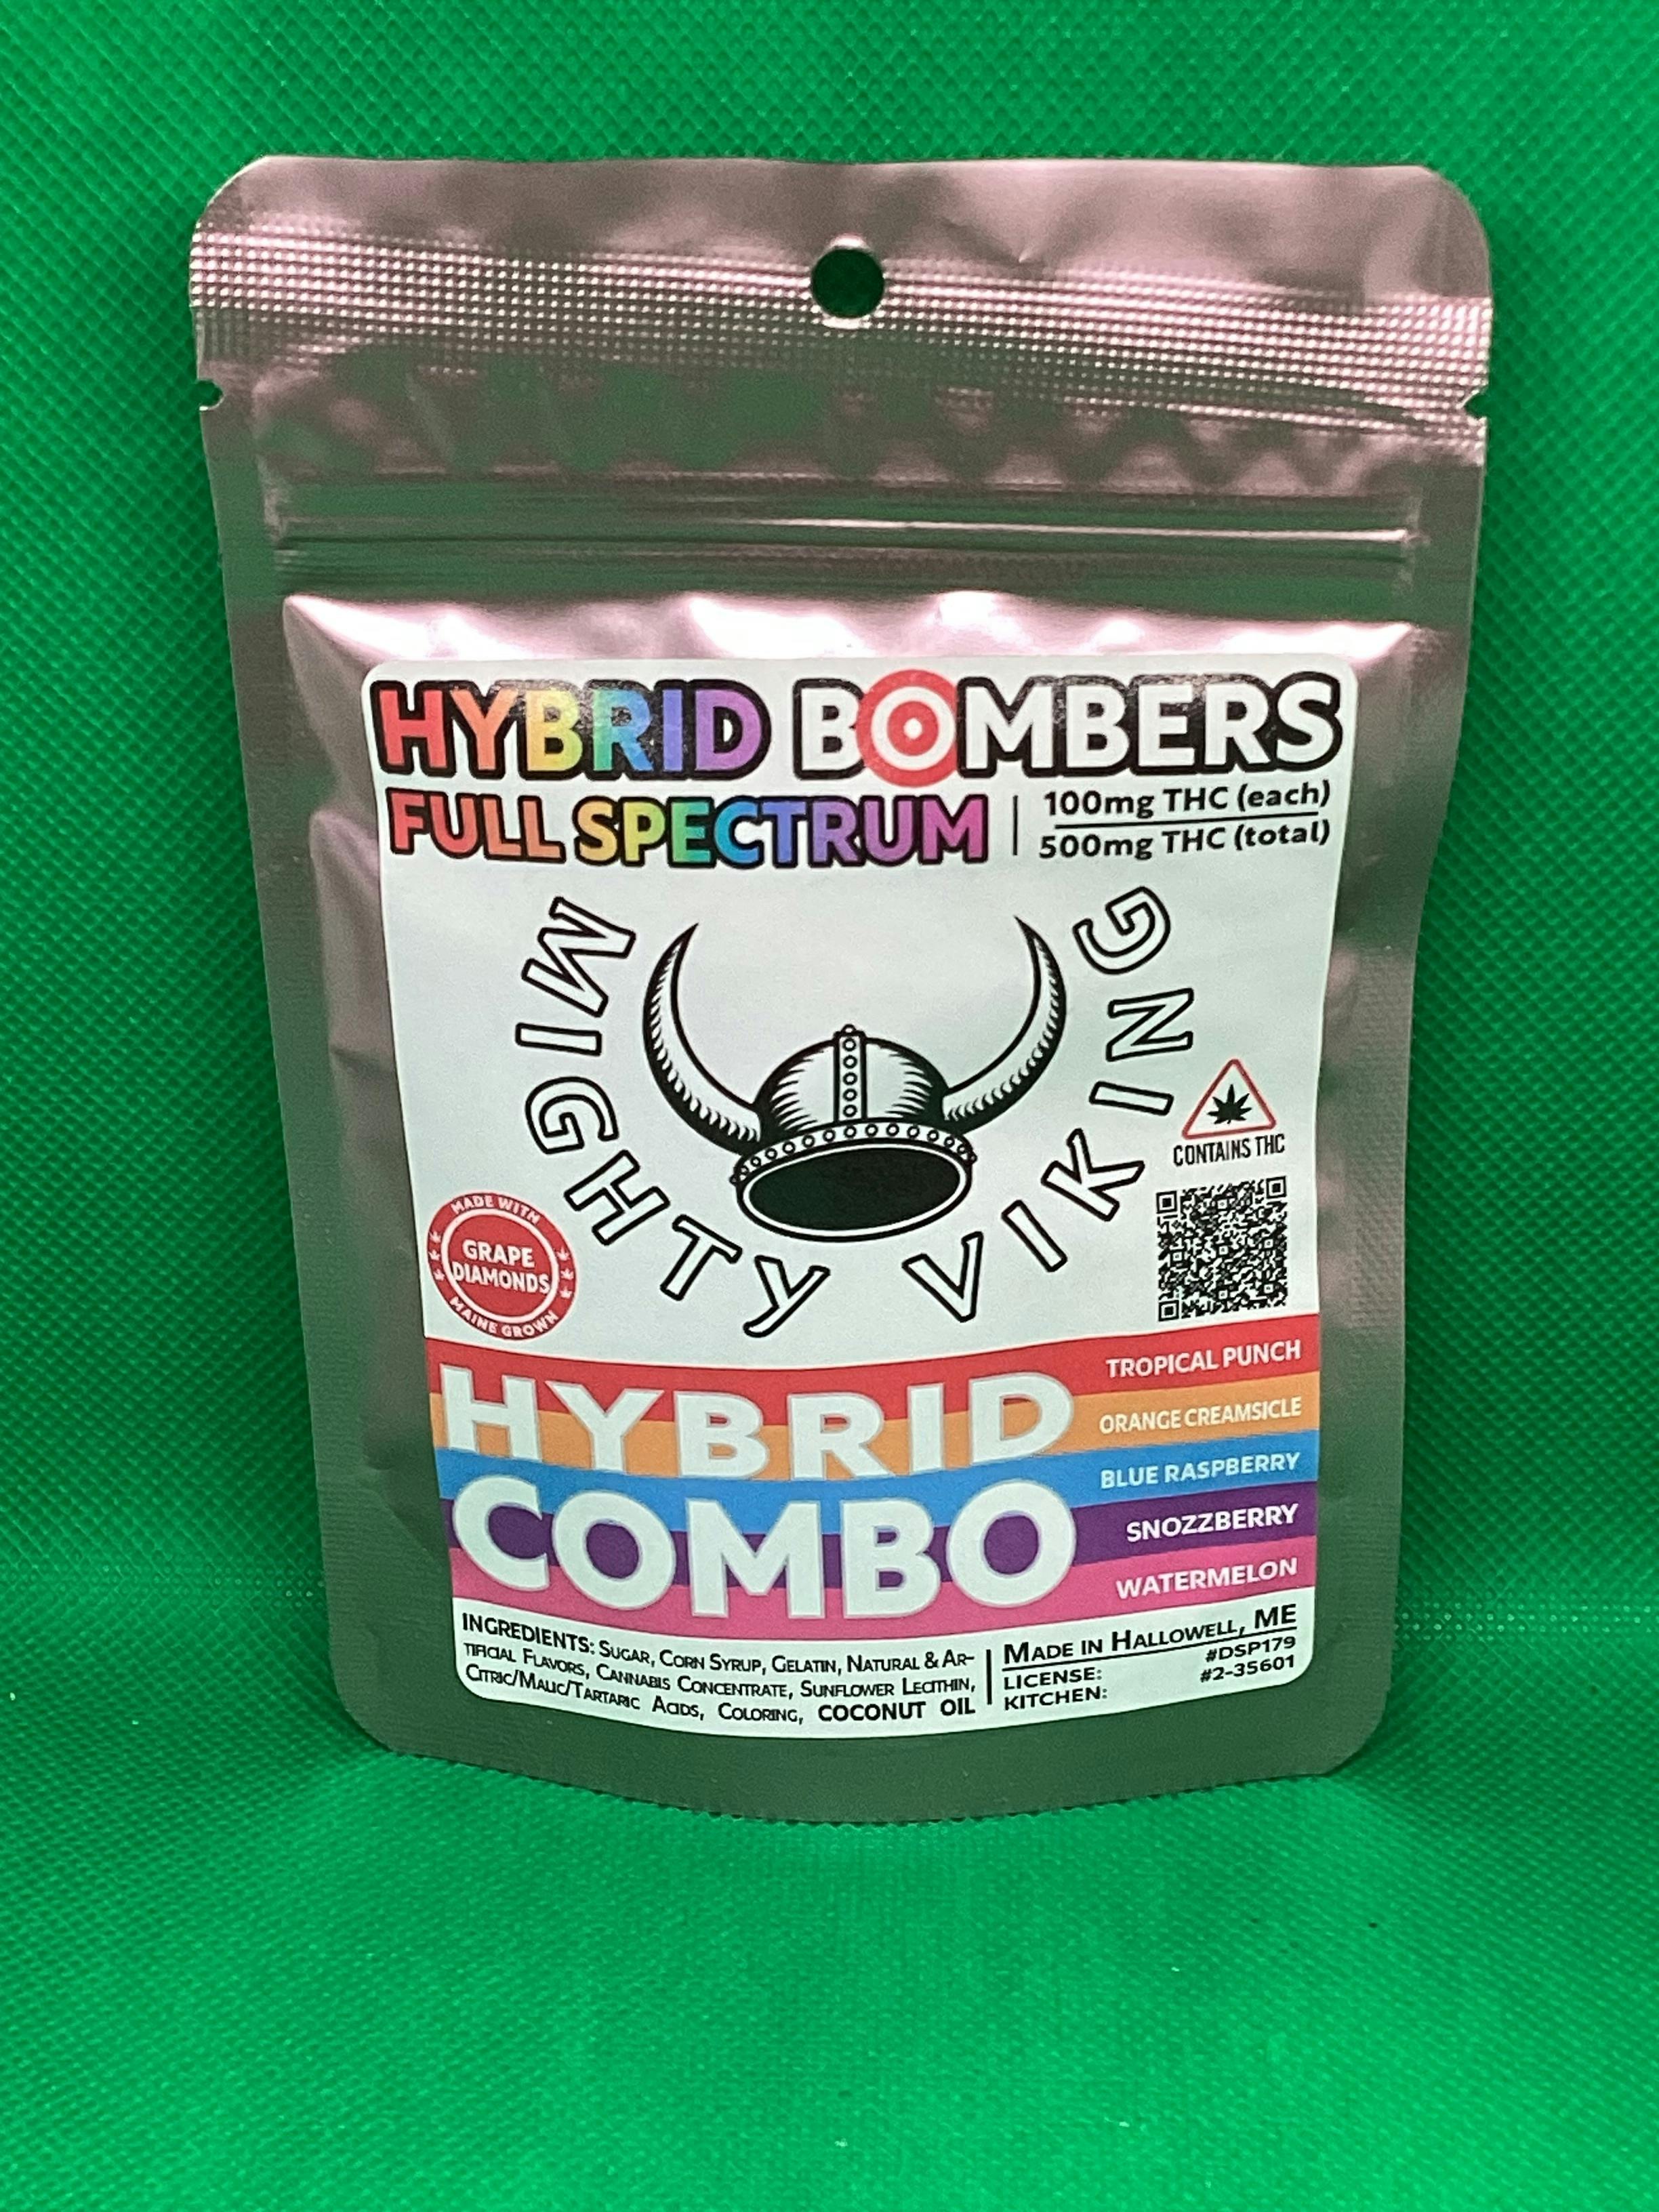 HYBRID BOMBERS
FULL SPECTRUM
100mg THC (each)
500mg THC (total)
MIGHTY VIKING
CONTAINS THC
MADE WITH
GRAPE
DIAMONDS
MAINE GROWN
HYBRID
COMBO
TROPICAL PUNCH
ORANGE CREAMSICLE
BLUE RASPBERRY
SNOZZBERRY
WATERMELON
INGREDIENTS: SUGAR, CORN SYRUP, GELATIN, NATURAL & AR-
TIFICIAL FLAVORS, CANNABIS CONCENTRATE, SUNFLOWER LECITHIN,
CITRIC/MALIC/TARTARIC ACIDS, COLORING, COCONUT OIL
MADE IN HALLOWELL, ME
LICENSE: #DSP179
KITCHEN: #2-35601